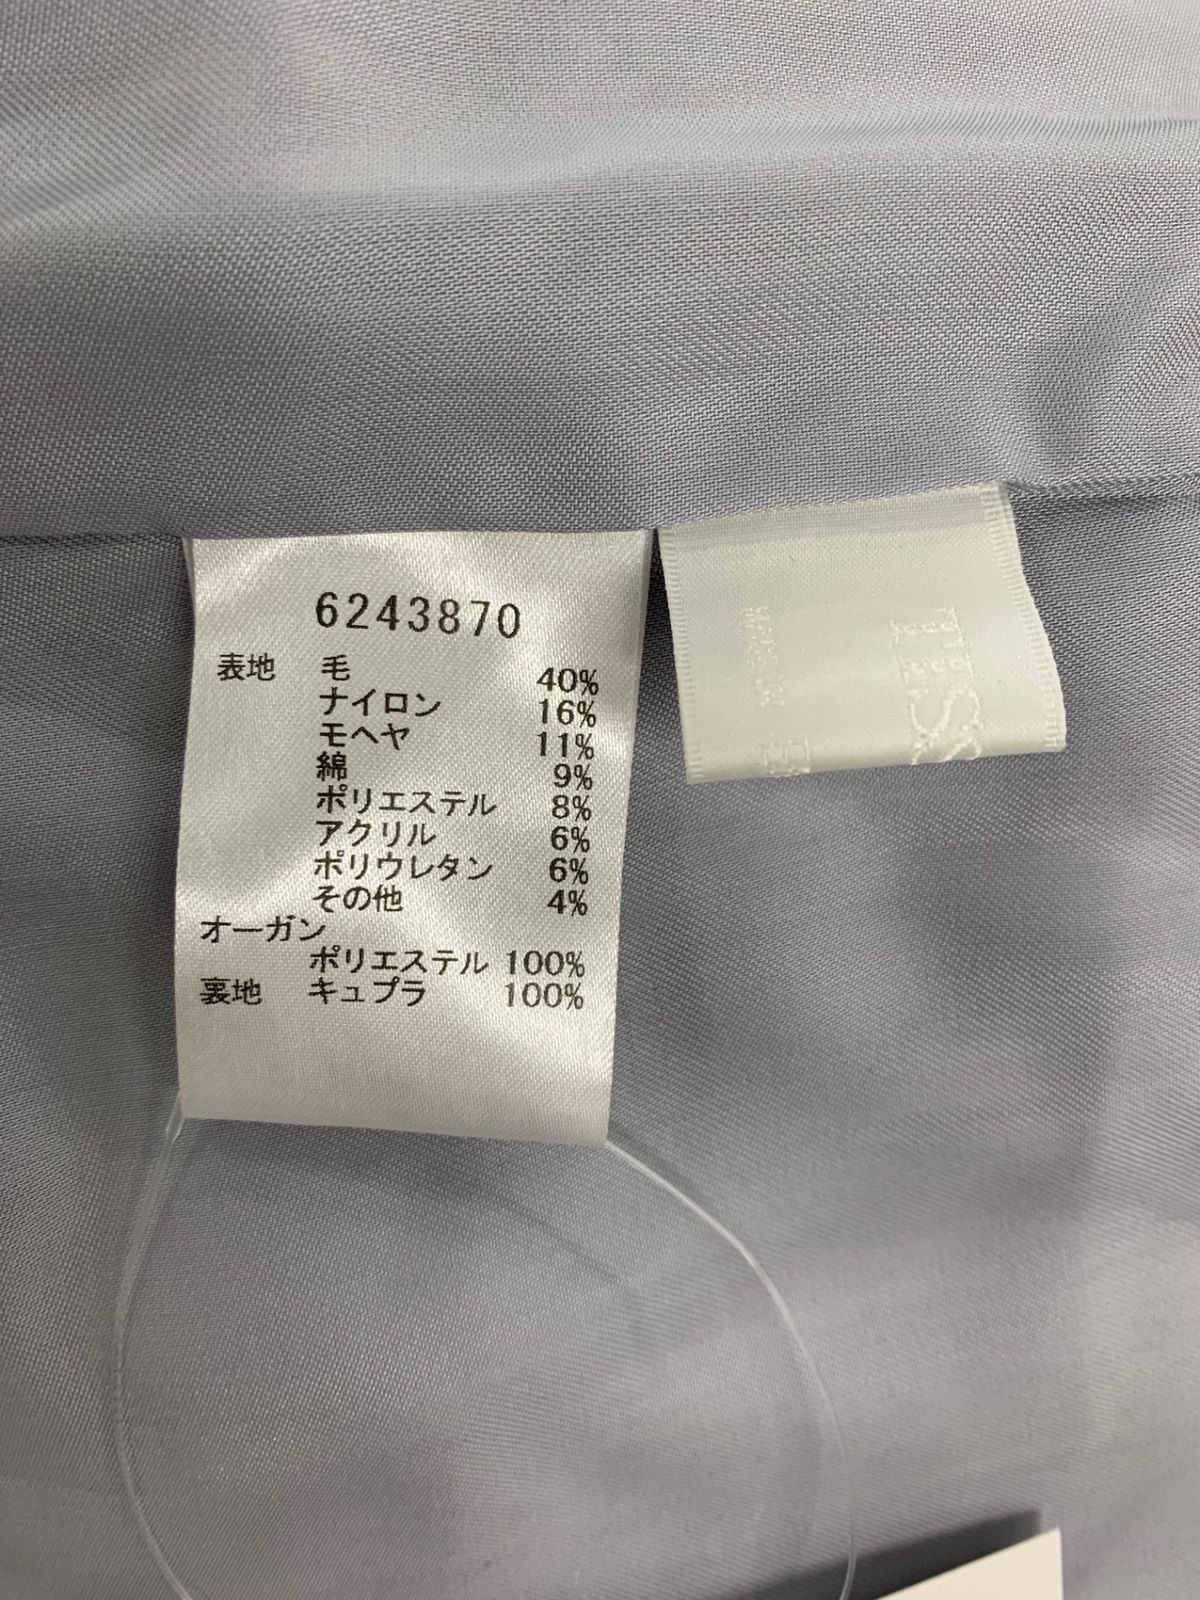 6243870
表地 毛 40%
ナイロン 16%
モヘヤ 11%
綿 9%
ポリエステル 8%
アクリル 6%
ポリウレタン 6%
その他 4%
オーガン
ポリエステル 100%
裏地 キュプラ 100%